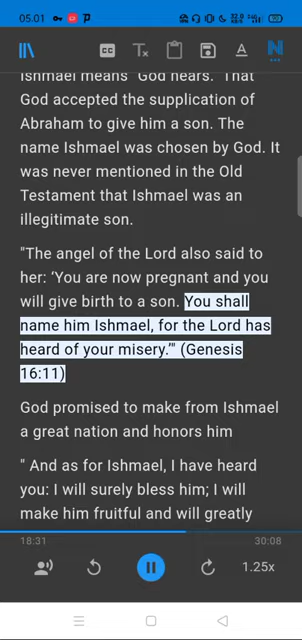 05.01
Ishmael means "God hears." That
God accepted the supplication of
Abraham to give him a son. The
name Ishmael was chosen by God. It
was never mentioned in the Old
Testament that Ishmael was an
illegitimate son.
"The angel of the Lord also said to
her: ‘You are now pregnant and you
will give birth to a son. You shall
name him Ishmael, for the Lord has
heard of your misery.’" (Genesis
16:11)
God promised to make from Ishmael
a great nation and honors him
" And as for Ishmael, I have heard
you: I will surely bless him; I will
make him fruitful and will greatly
18:31 30:08
1.25x